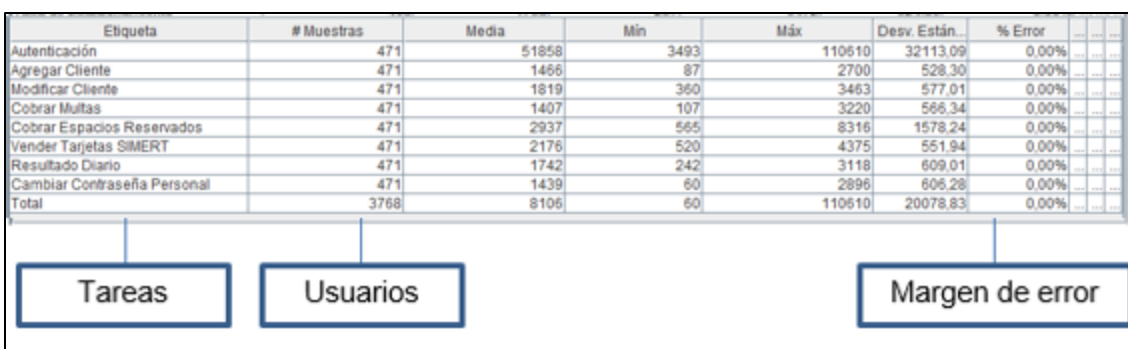 Etiqueta # Muestras Media Mín Máx Desv. Están... % Error ... ... ...
Autenticación 471 51858 3493 110610 32113,09 0,00% ... ... ...
Agregar Cliente 471 1466 87 2700 528,30 0,00% ... ... ...
Modificar Cliente 471 1819 360 3463 577,01 0,00% ... ... ...
Cobrar Multas 471 1407 107 3220 566,34 0,00% ... ... ...
Cobrar Espacios Reservados 471 2937 565 8316 1578,24 0,00% ... ... ...
Vender Tarjetas SIMERT 471 2176 520 4375 551,94 0,00% ... ... ...
Resultado Diario 471 1742 242 3118 609,01 0,00% ... ... ...
Cambiar Contraseña Personal 471 1439 60 2896 606,28 0,00% ... ... ...
Total 3768 8106 60 110610 20078,83 0,00% ... ... ...
Tareas Usuarios Margen de error